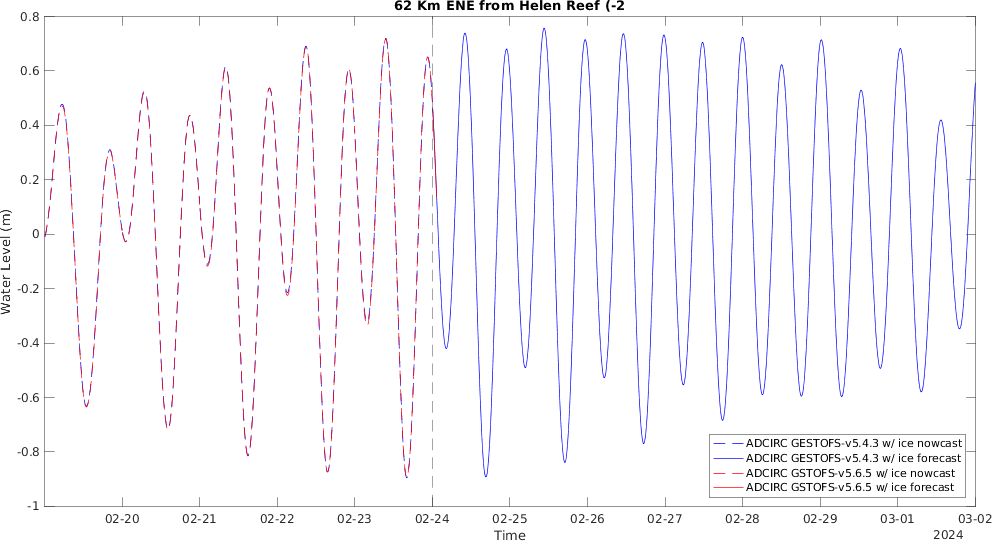 62 Km ENE from Helen Reef (-2
0.8
0.6
0.4
0.2
0
-0.2
-0.4
-0.6
-0.8
-1
Water Level (m)
ADCIRC GESTOFS-v5.4.3 w/ ice nowcast
ADCIRC GESTOFS-v5.4.3 w/ ice forecast
ADCIRC GSTOFS-v5.6.5 w/ ice nowcast
ADCIRC GSTOFS-v5.6.5 w/ ice forecast
02-20 02-21 02-22 02-23 02-24 02-25 02-26 02-27 02-28 02-29 03-01 03-02
Time
2024